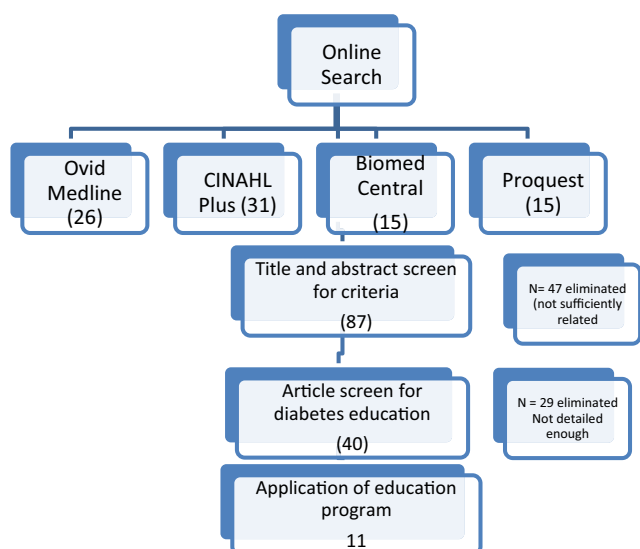 Online
Search
Ovid
Medline
(26)
CINAHL
Plus (31)
Biomed
Central
(15)
Proquest
(15)
Title and abstract screen
for criteria
(87)
N= 47 eliminated
(not sufficiently
related
Article screen for
diabetes education
(40)
N = 29 eliminated
Not detailed
enough
Application of education
program
11